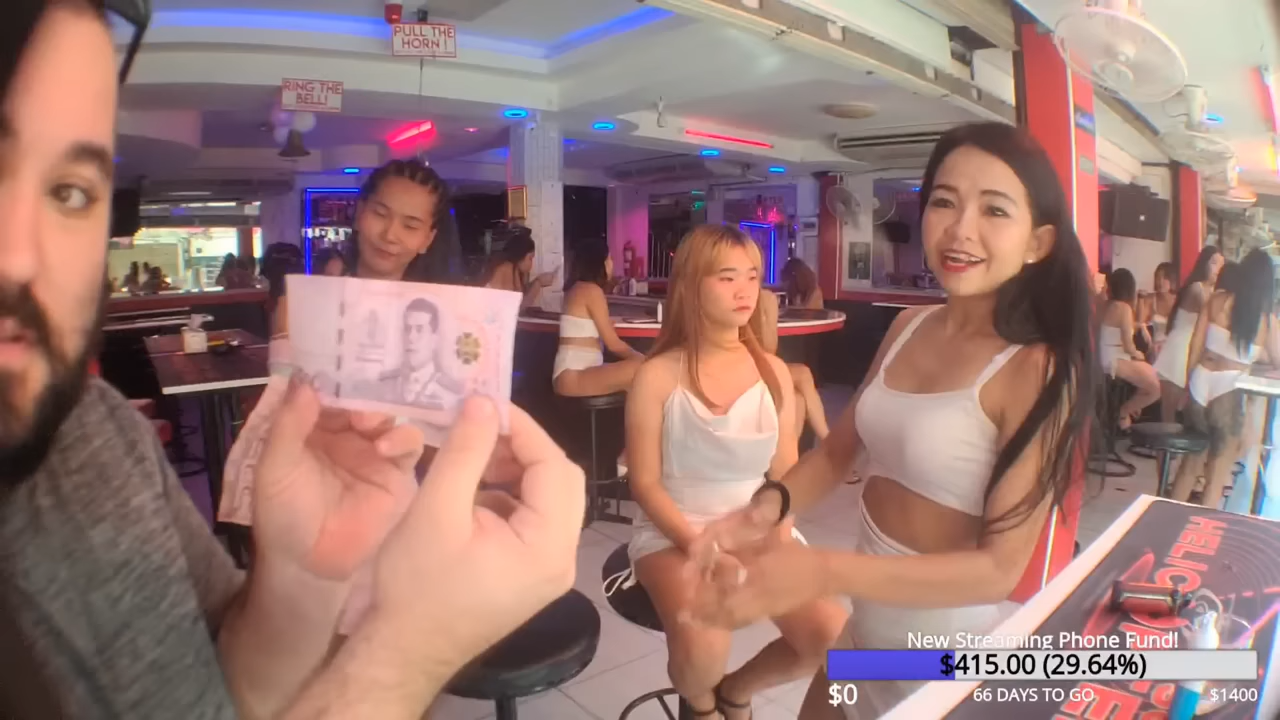 PULL THE
HORN!
RING THE
BELL!
New Streaming Phone Fund!
$415.00 (29.64%)
$0
66 DAYS TO GO
$1400